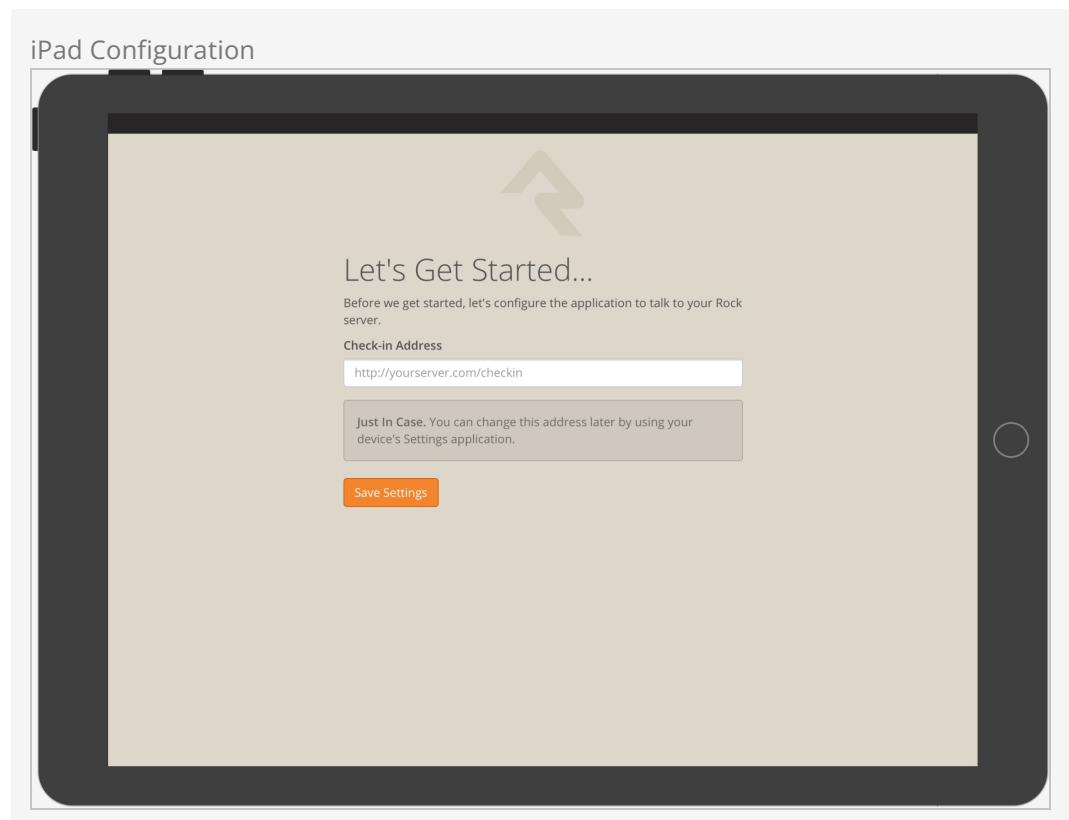 iPad Configuration
Let's Get Started...
Before we get started, let's configure the application to talk to your Rock
server.
Check-in Address
http://yourserver.com/checkin
Just In Case. You can change this address later by using your
device's Settings application.
Save Settings